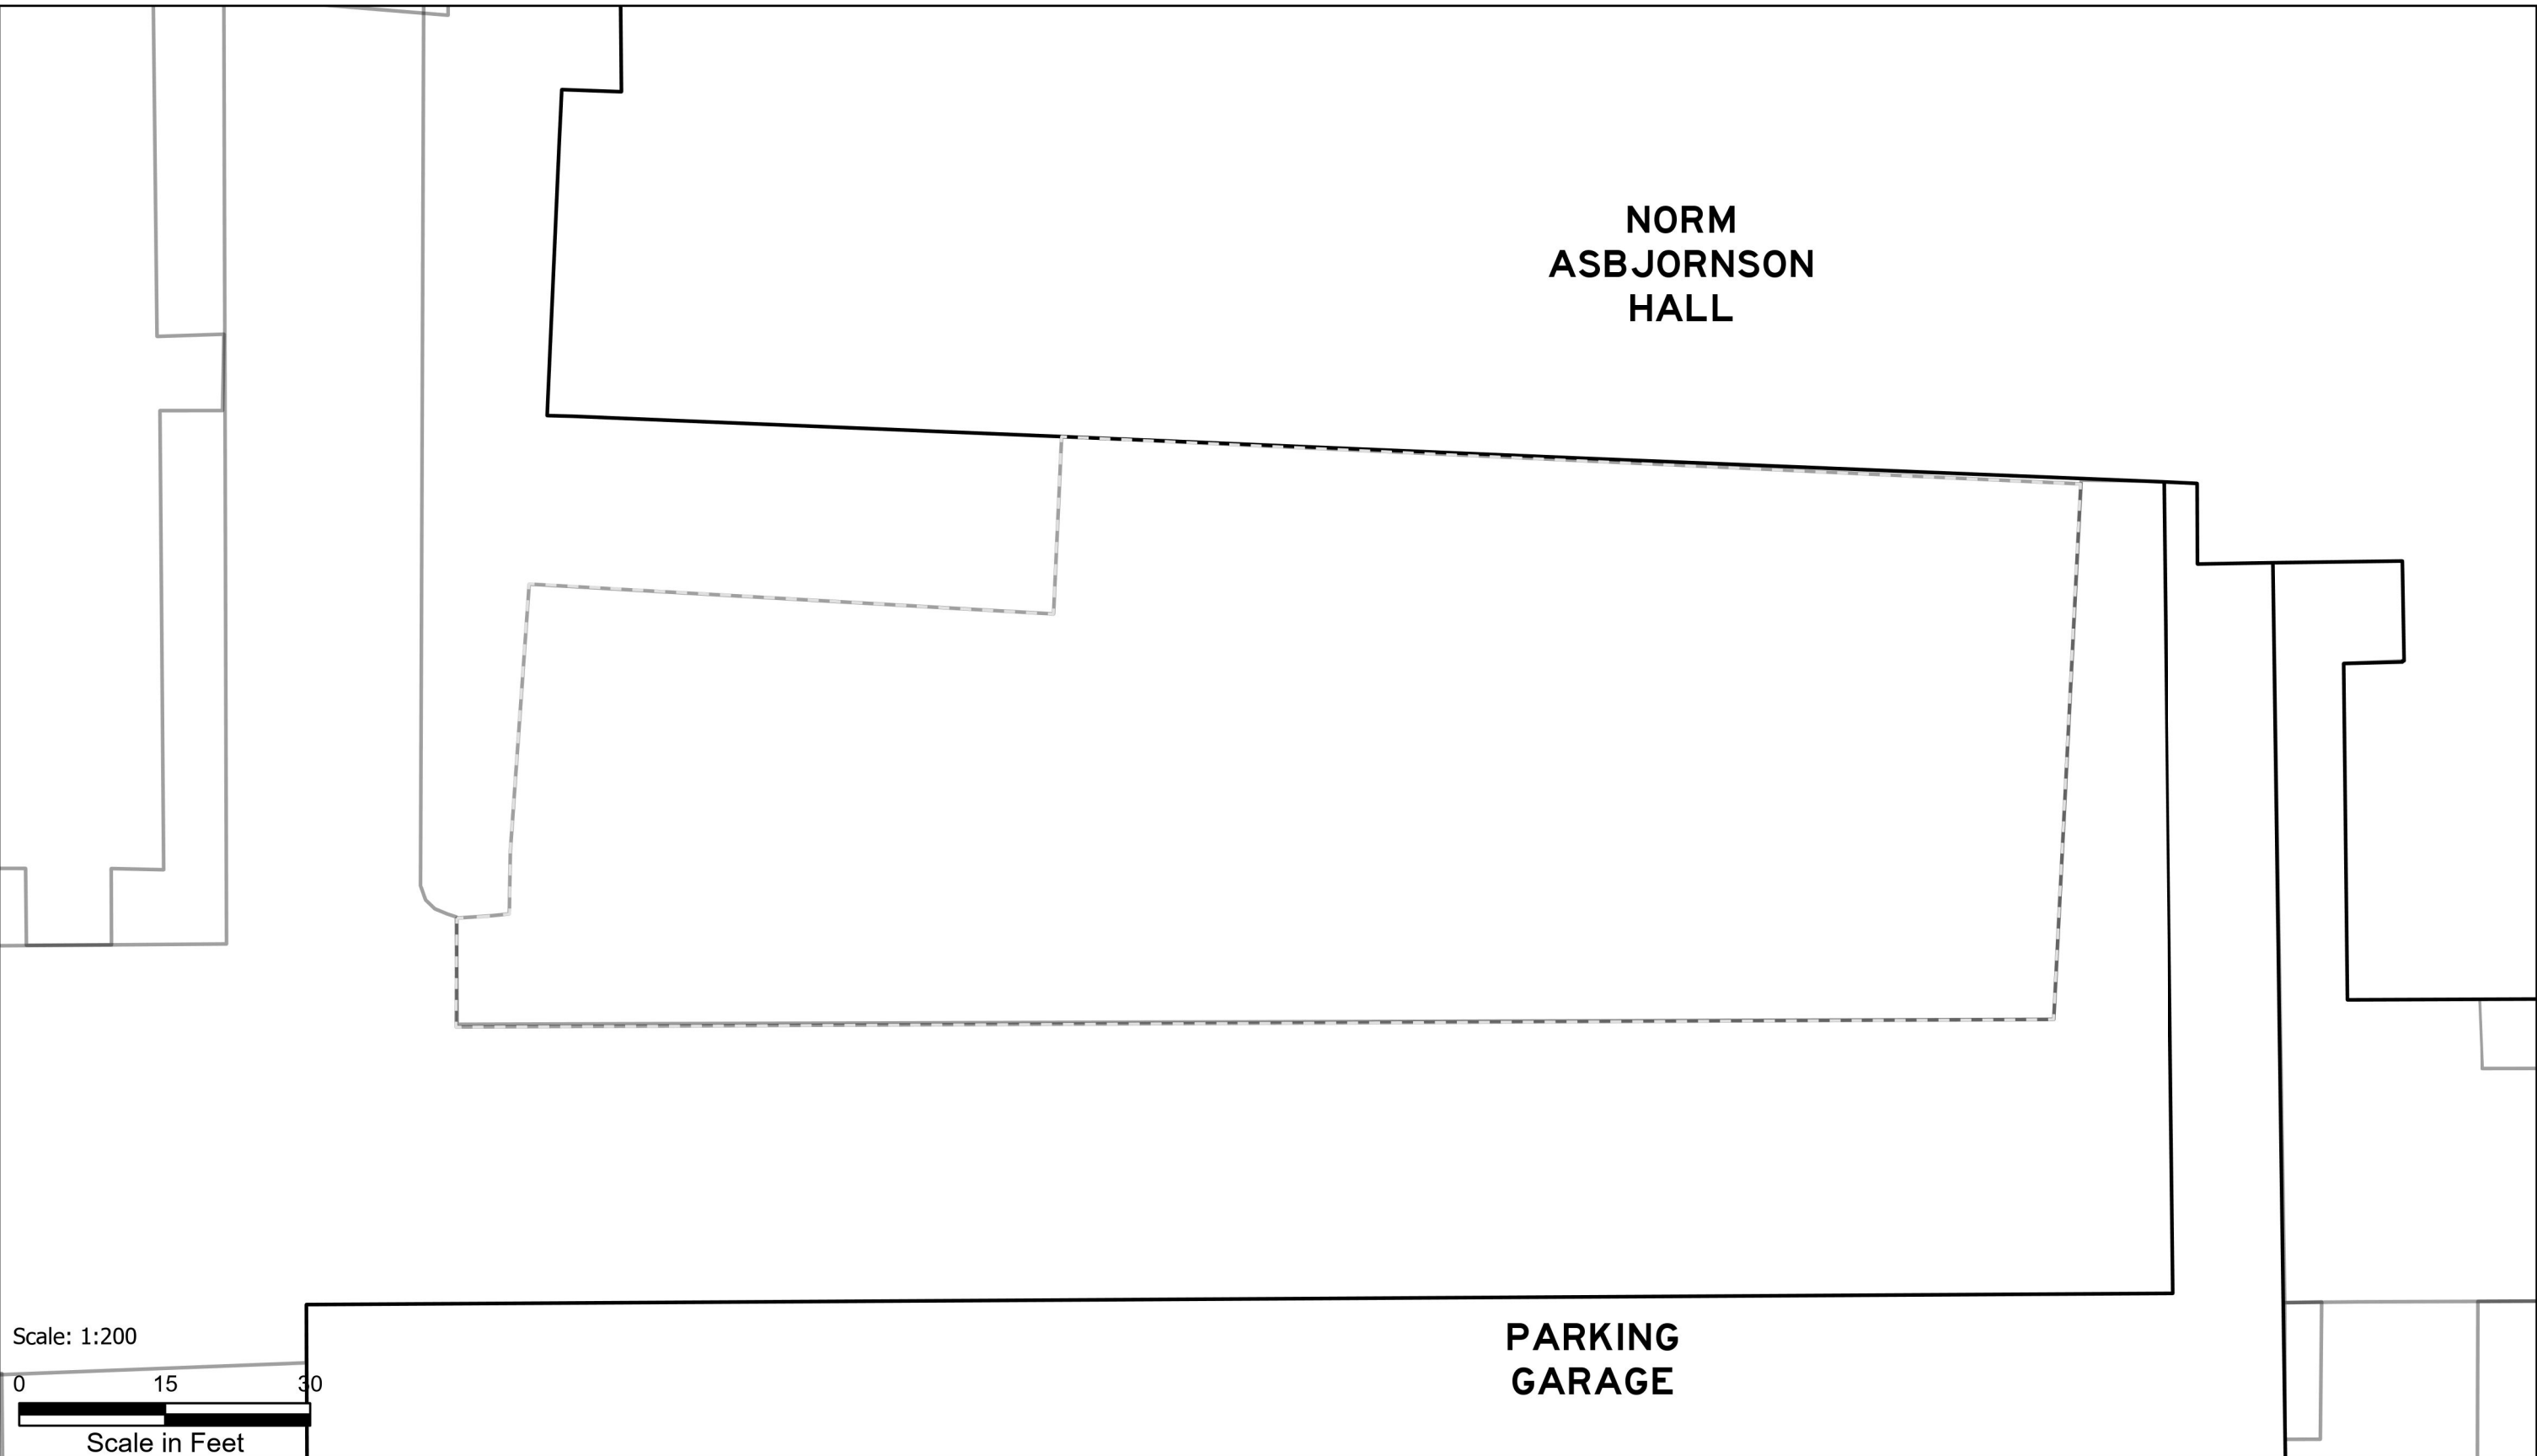 NORM
ASBJORNSON
HALL
PARKING
GARAGE
Scale: 1:200
0 15 30
Scale in Feet